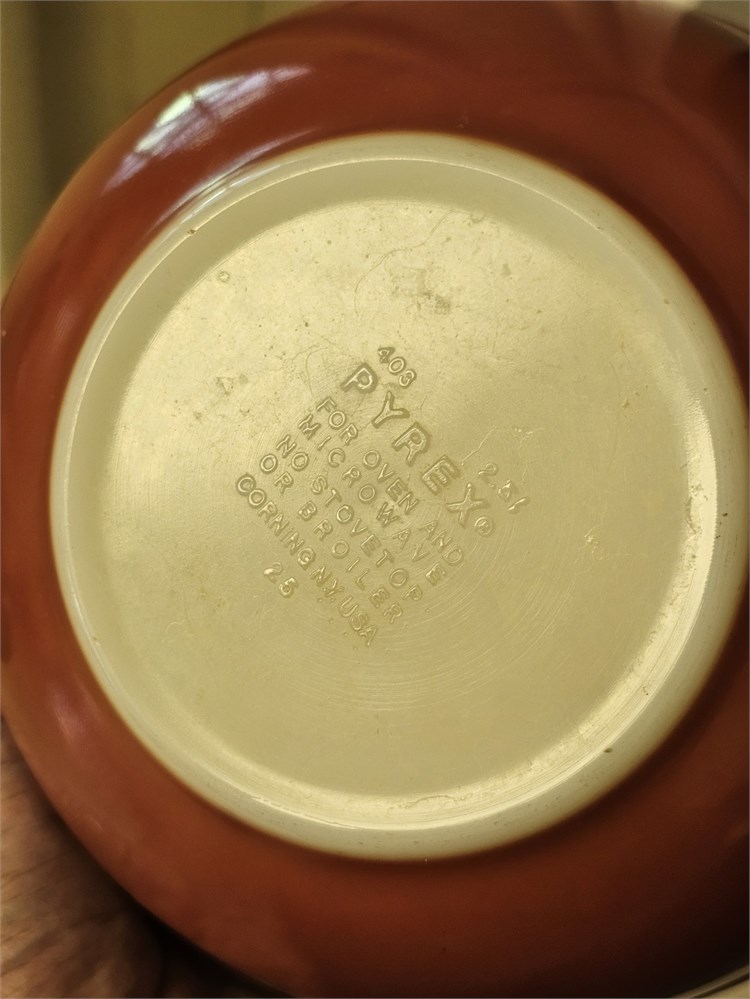 403
PYREX®
2.5ℓ
FOR OVEN AND
MICROWAVE
NO STOVETOP
OR BROILER
CORNING NY USA
25